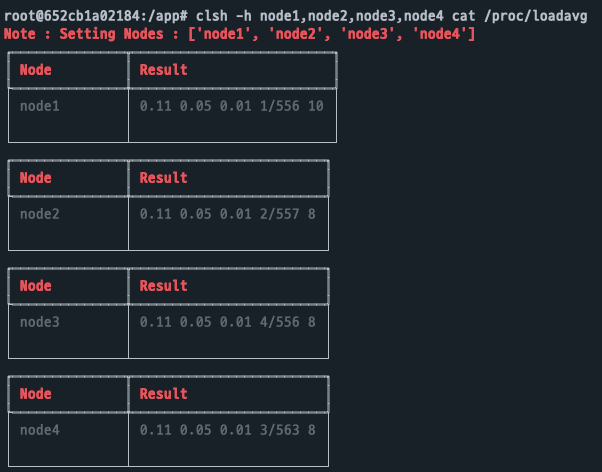 root@652cb1a02184:/app# clsh -h node1,node2,node3,node4 cat /proc/loadavg
Note : Setting Nodes : ['node1', 'node2', 'node3', 'node4']
Node Result
node1 0.11 0.05 0.01 1/556 10
Node Result
node2 0.11 0.05 0.01 2/557 8
Node Result
node3 0.11 0.05 0.01 4/556 8
Node Result
node4 0.11 0.05 0.01 3/563 8